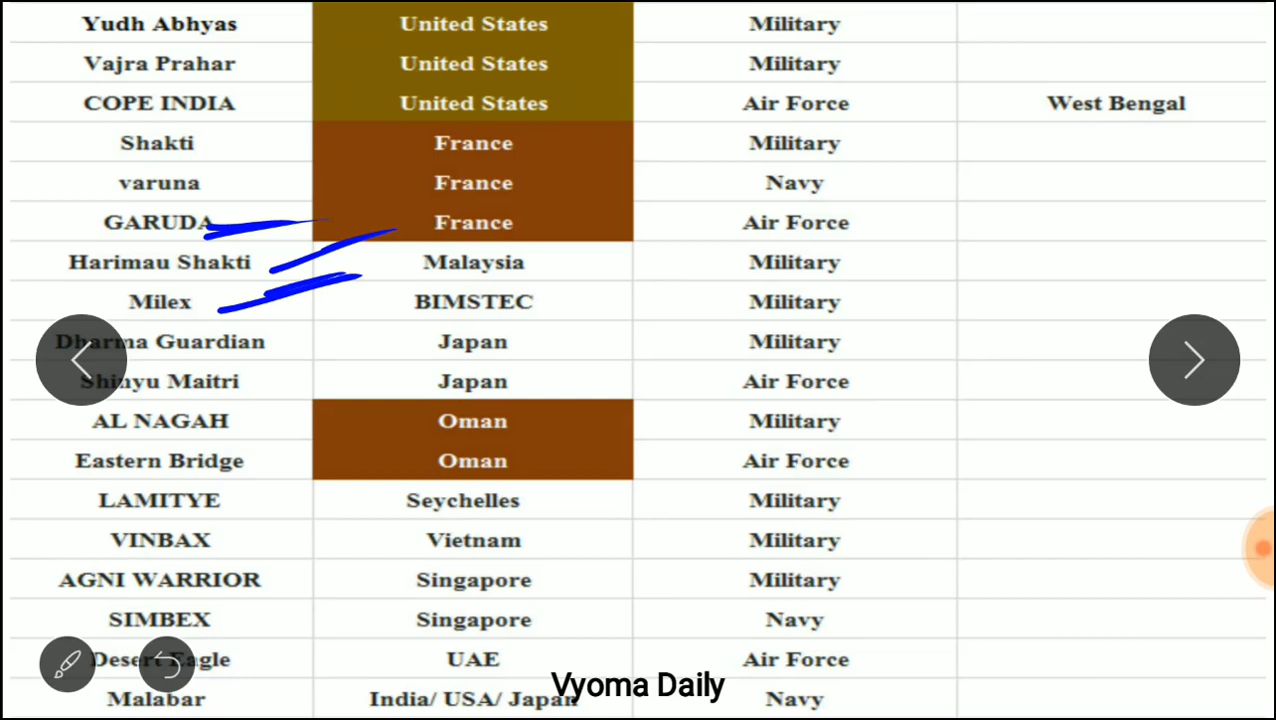 Yudh Abhyas United States Military
Vajra Prahar United States Military
COPE INDIA United States Air Force West Bengal
Shakti France Military
varuna France Navy
GARUDA France Air Force
Harimau Shakti Malaysia Military
Milex BIMSTEC Military
Dharma Guardian Japan Military
Shinyu Maitri Japan Air Force
AL NAGAH Oman Military
Eastern Bridge Oman Air Force
LAMITYE Seychelles Military
VINBAX Vietnam Military
AGNI WARRIOR Singapore Military
SIMBEX Singapore Navy
Desert Eagle UAE Air Force
Vyoma Daily
Malabar India/ USA/ Japan Navy